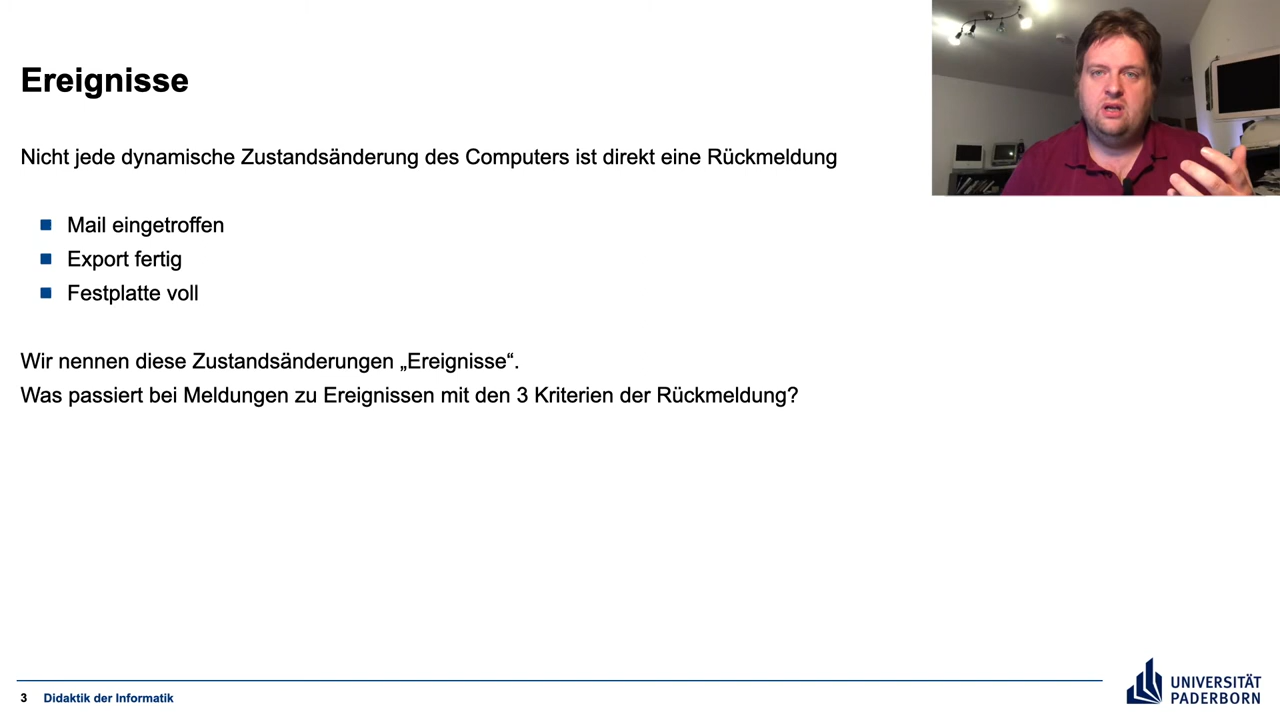 Ereignisse
Nicht jede dynamische Zustandsänderung des Computers ist direkt eine Rückmeldung
Mail eingetroffen
Export fertig
Festplatte voll
Wir nennen diese Zustandsänderungen „Ereignisse“.
Was passiert bei Meldungen zu Ereignissen mit den 3 Kriterien der Rückmeldung?
3 Didaktik der Informatik
UNIVERSITÄT
PADERBORN